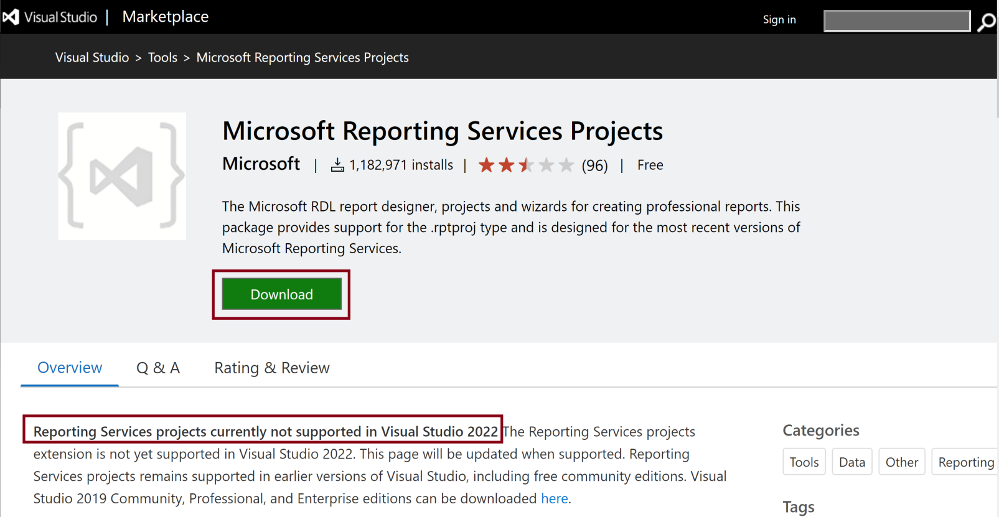 Visual Studio | Marketplace
Sign in
Visual Studio > Tools > Microsoft Reporting Services Projects
Microsoft Reporting Services Projects
Microsoft | 1,182,971 installs | (96) | Free
The Microsoft RDL report designer, projects and wizards for creating professional reports. This
package provides support for the .rptproj type and is designed for the most recent versions of
Microsoft Reporting Services.
Download
Overview Q & A Rating & Review
Reporting Services projects currently not supported in Visual Studio 2022 The Reporting Services projects
extension is not yet supported in Visual Studio 2022. This page will be updated when supported. Reporting
Services projects remains supported in earlier versions of Visual Studio, including free community editions. Visual
Studio 2019 Community, Professional, and Enterprise editions can be downloaded here.
Categories
Tools Data Other Reporting
Tags